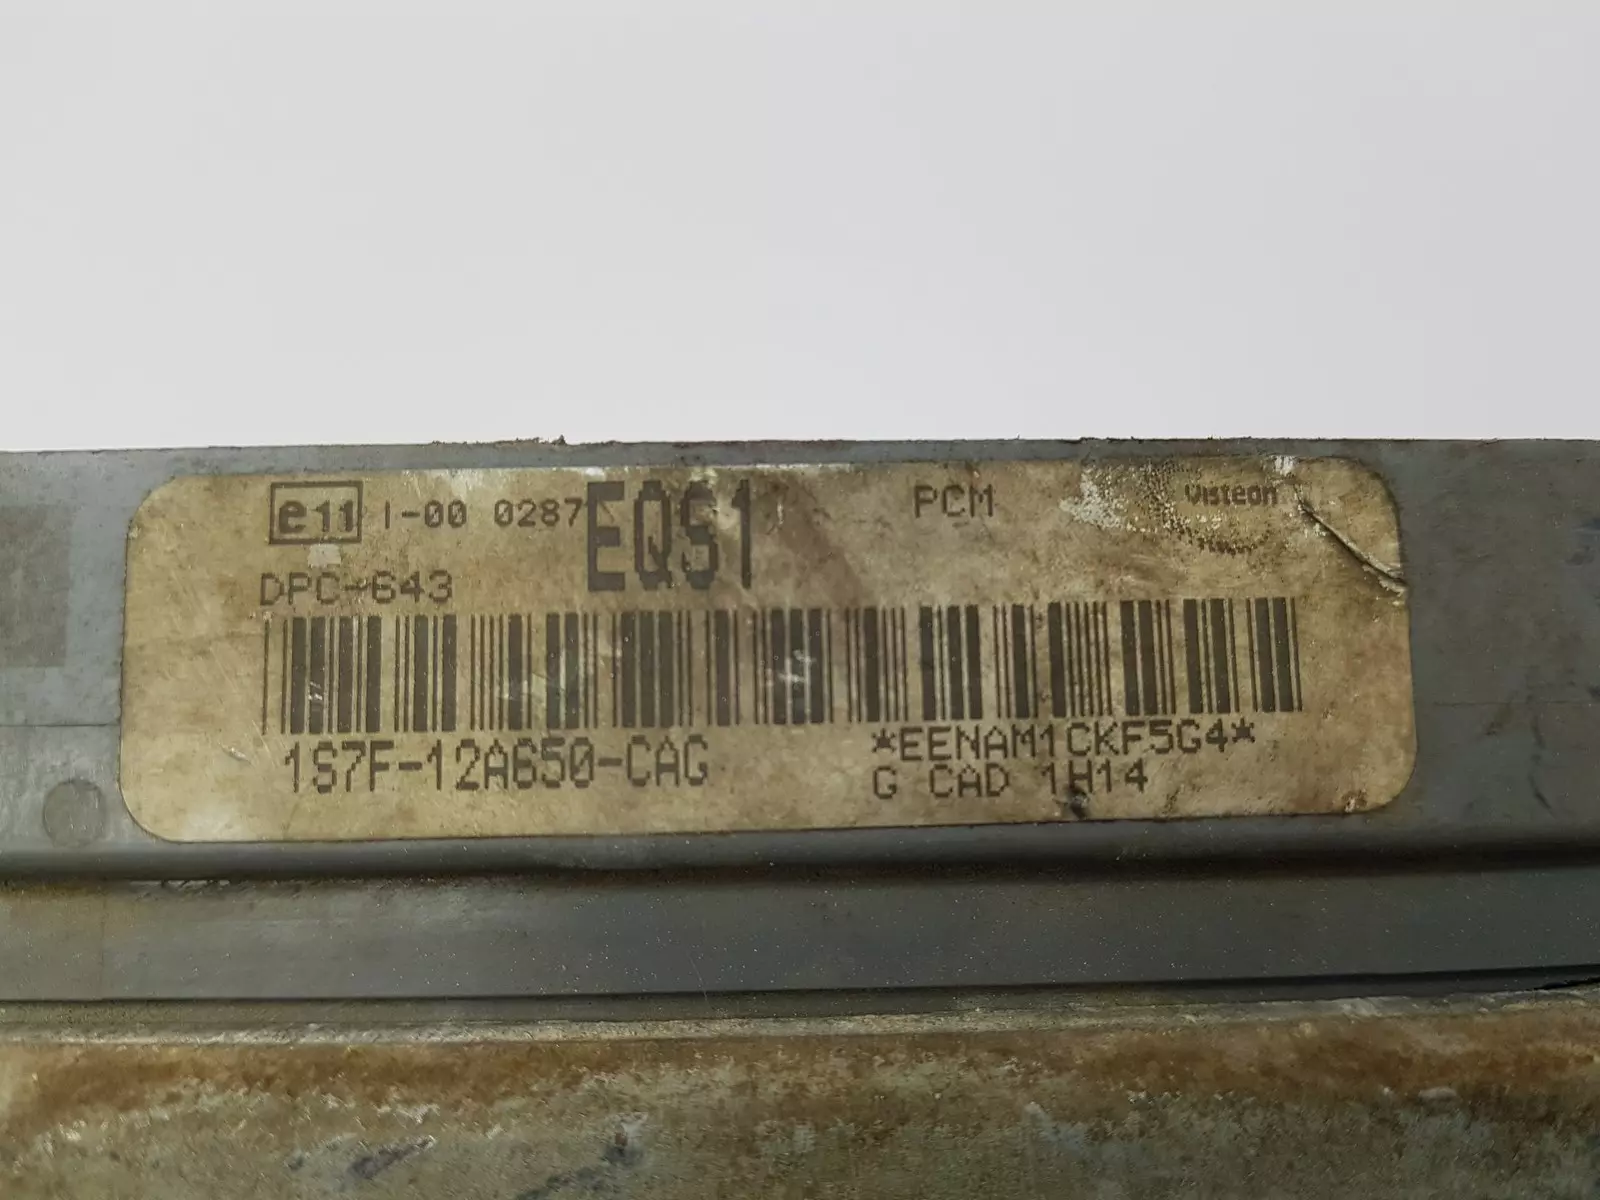 e11 I-00 0287 EQS1 PCM Visteon
DPC-643
1S7F-12A650-CAG *EENAM1CKF5G4*
G CAD 1H14